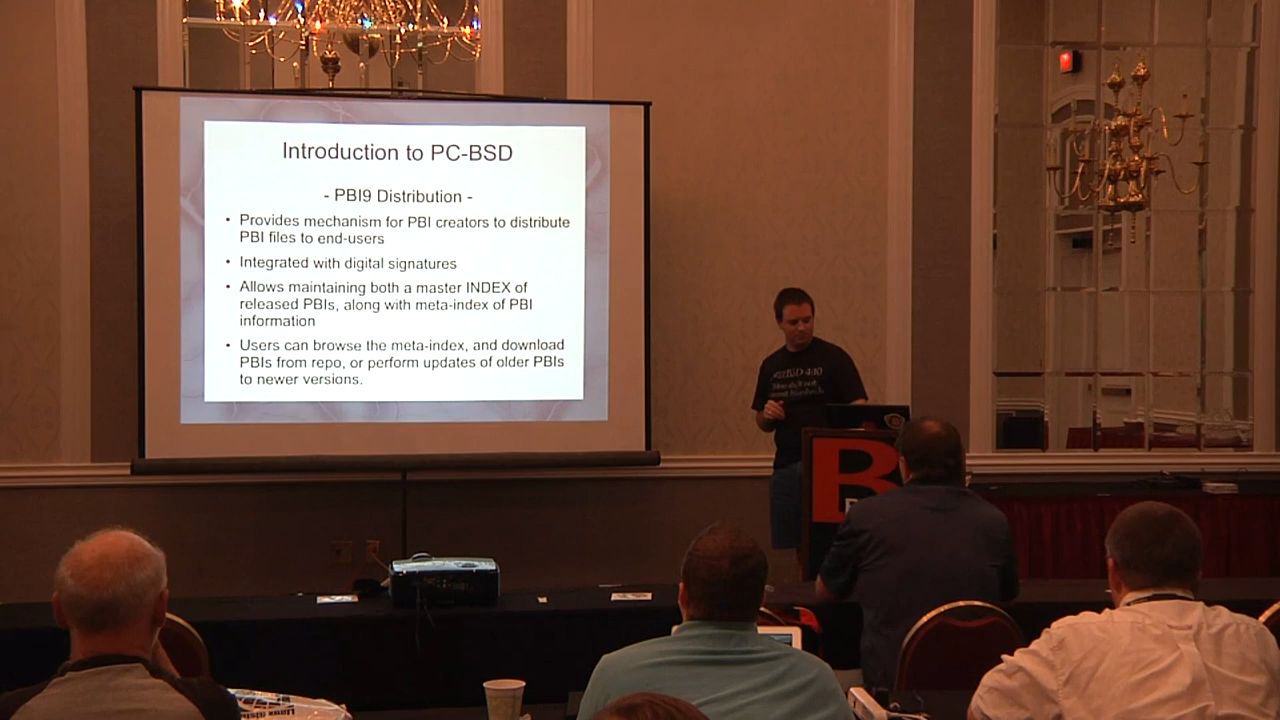 Introduction to PC-BSD
- PBI9 Distribution -
• Provides mechanism for PBI creators to distribute
PBI files to end-users
• Integrated with digital signatures
• Allows maintaining both a master INDEX of
released PBIs, along with meta-index of PBI
information
• Users can browse the meta-index, and download
PBIs from repo, or perform updates of older PBIs
to newer versions.
B